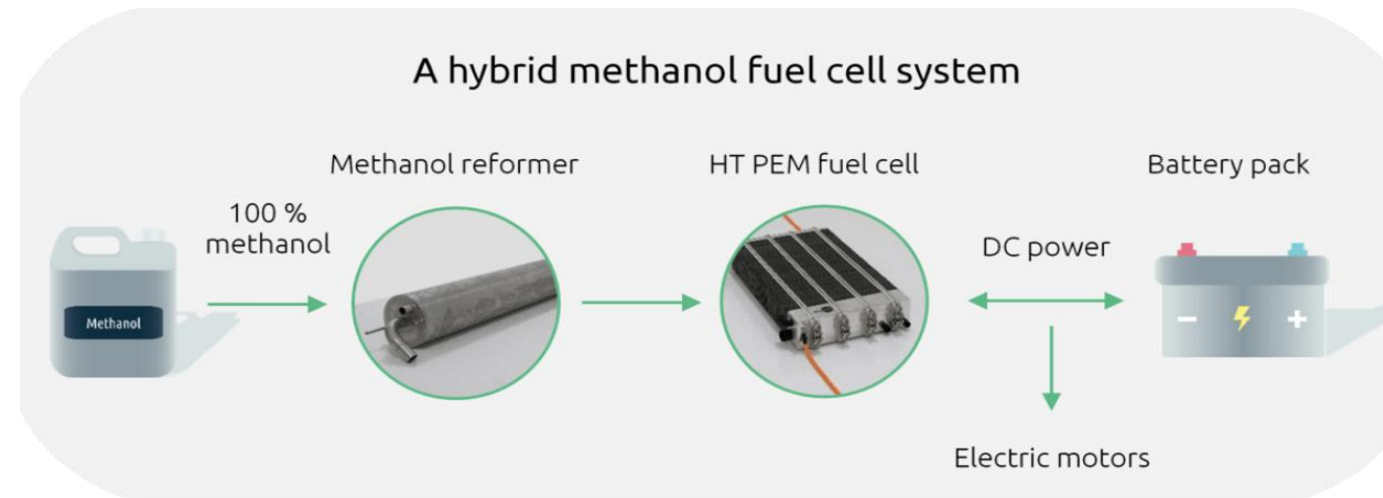 A hybrid methanol fuel cell system
Methanol reformer
HT PEM fuel cell
Battery pack
100 %
methanol
DC power
Methanol
Electric motors